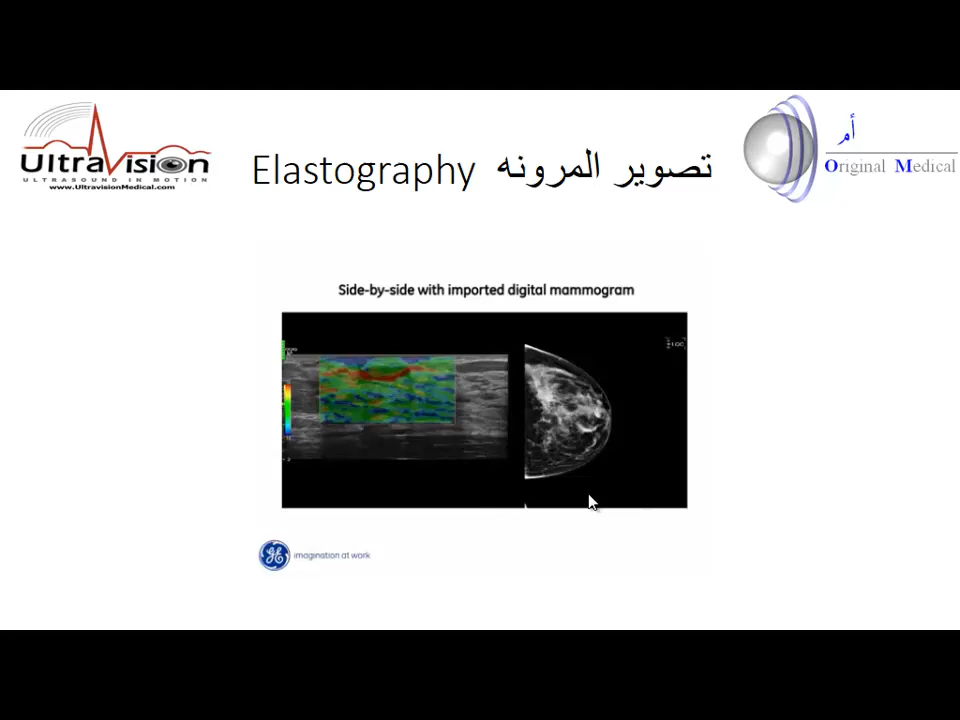 UltraVision
ULTRASOUND IN MOTION
www.UltravisionMedical.com
Elastography تصوير المرونه
أم
Original Medical
Side-by-side with imported digital mammogram
GE
imagination at work